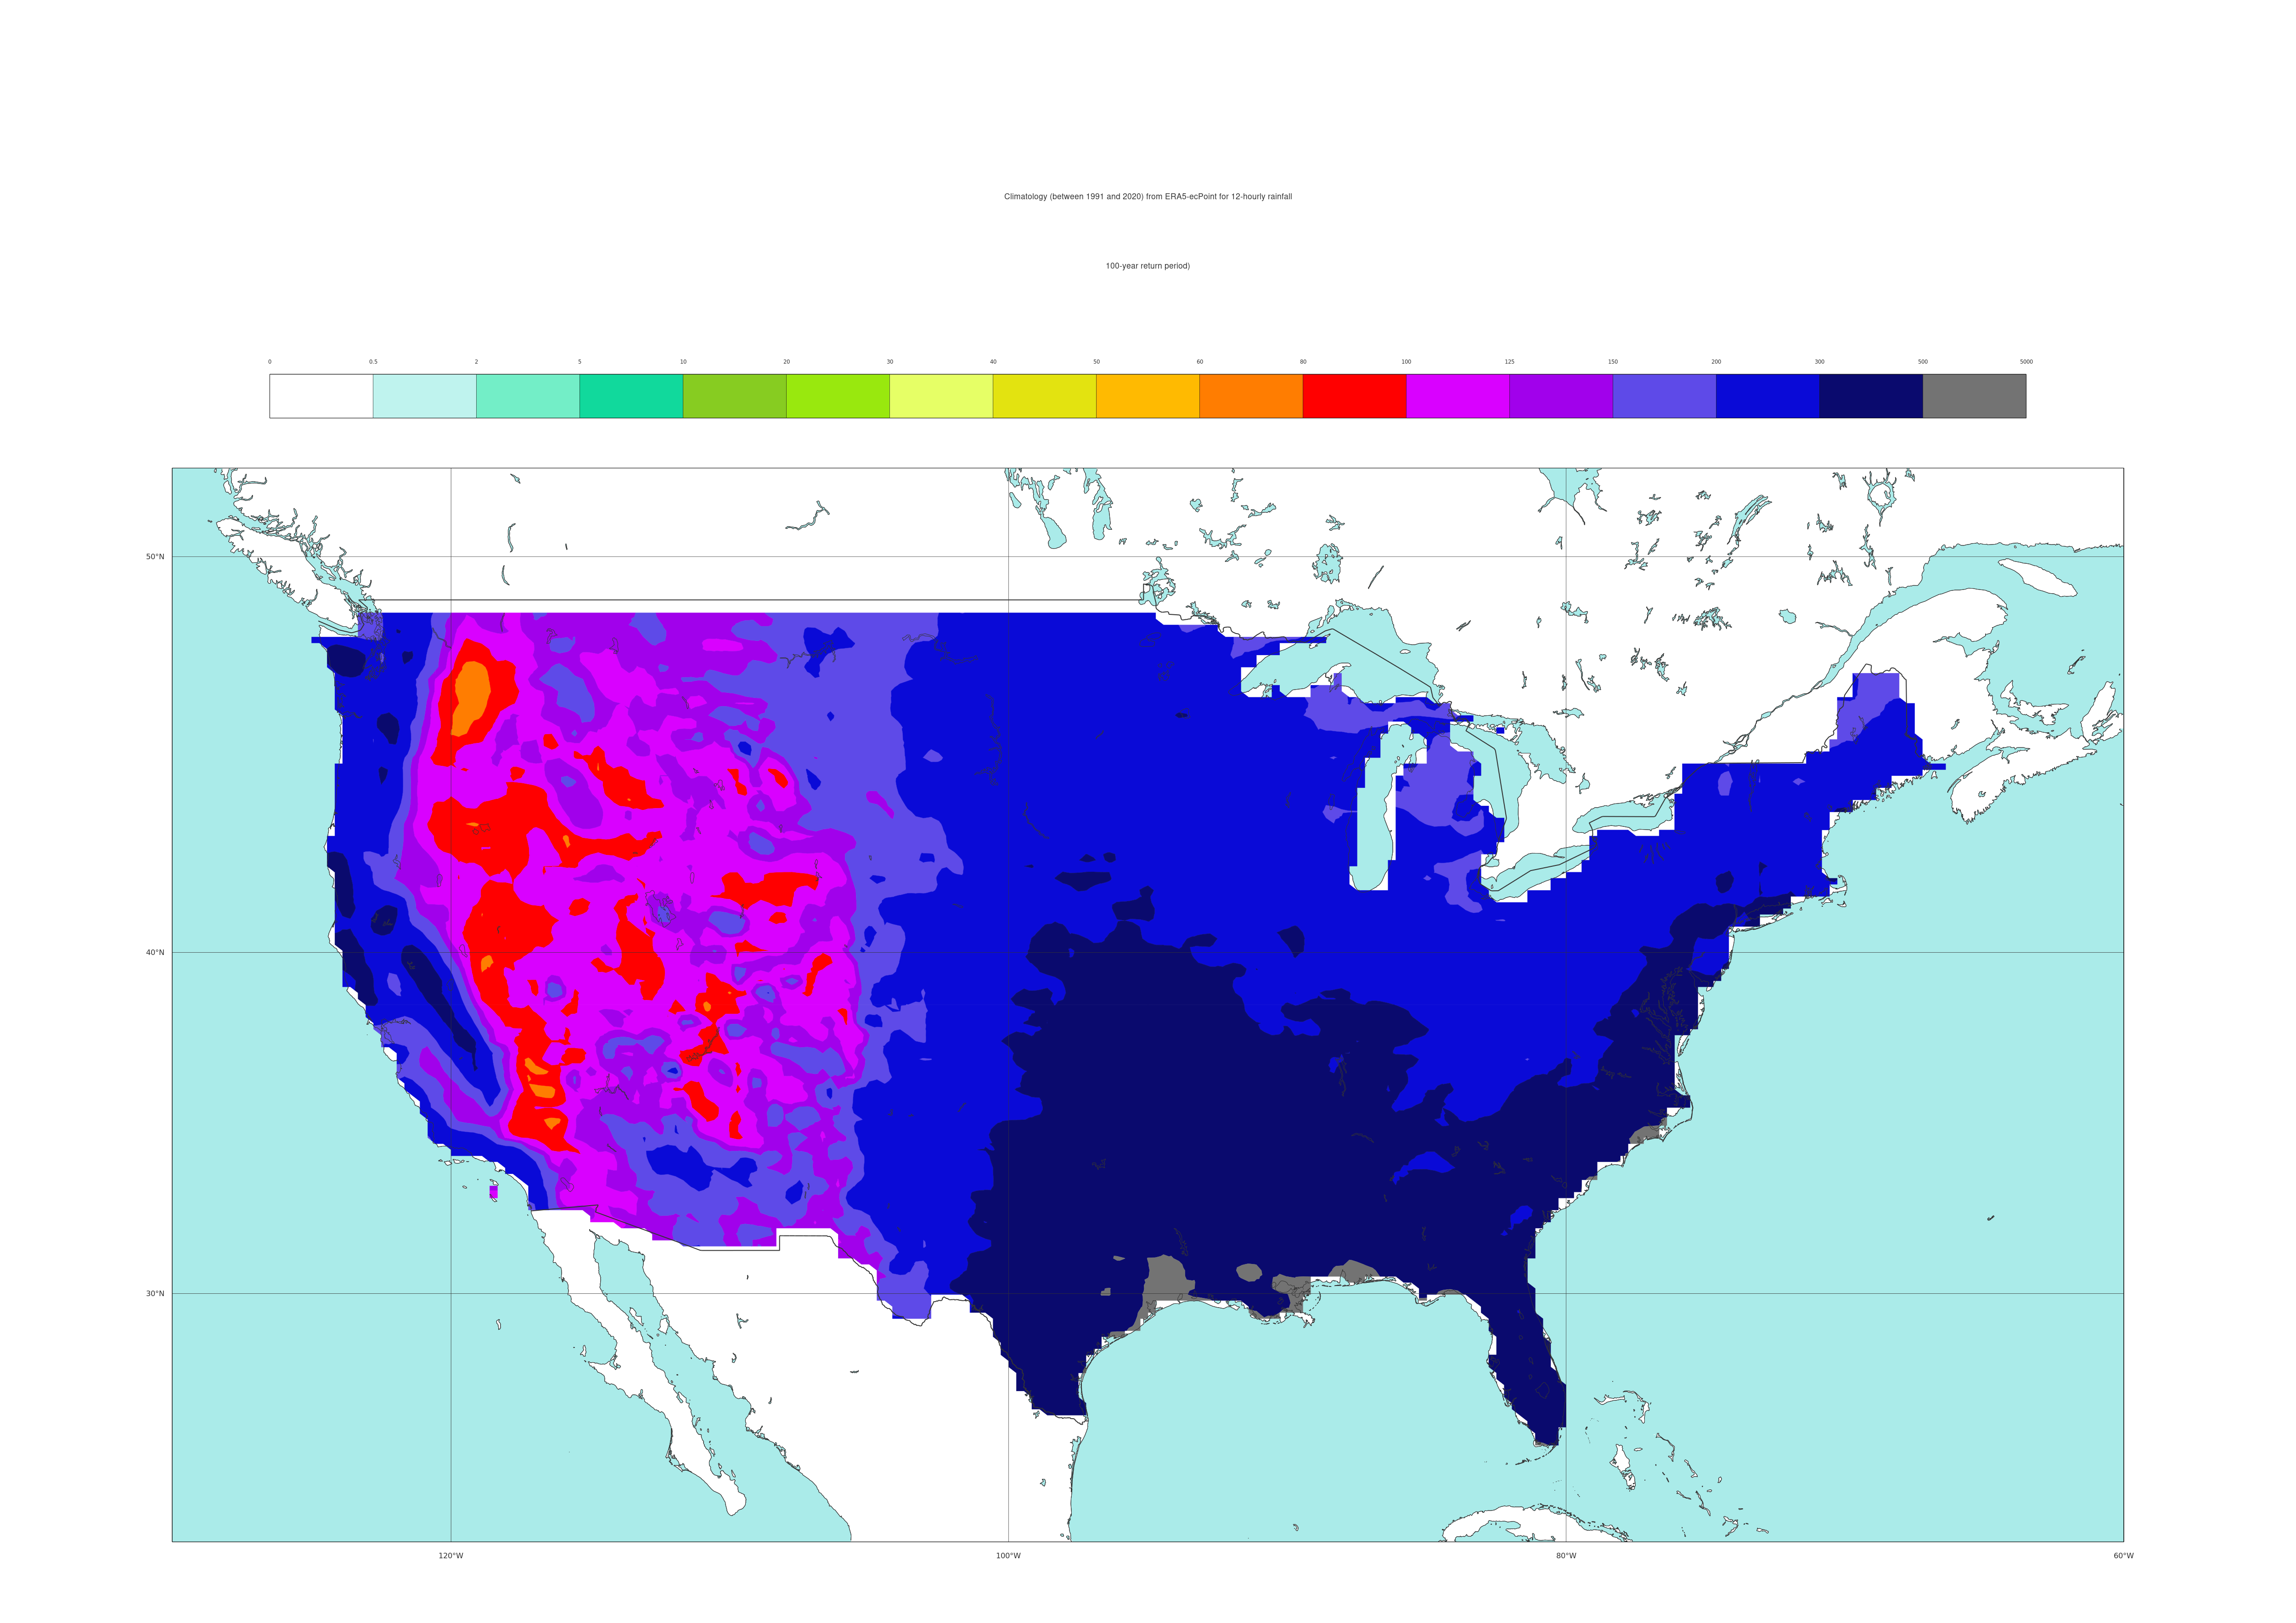 Climatology (between 1991 and 2020) from ERA5-ecPoint for 12-hourly rainfall
100-year return period)
0 0.5 2 5 10 20 30 40 50 60 80 100 125 150 200 300 500 5000
50°N
40°N
30°N
120°W 100°W 80°W 60°W